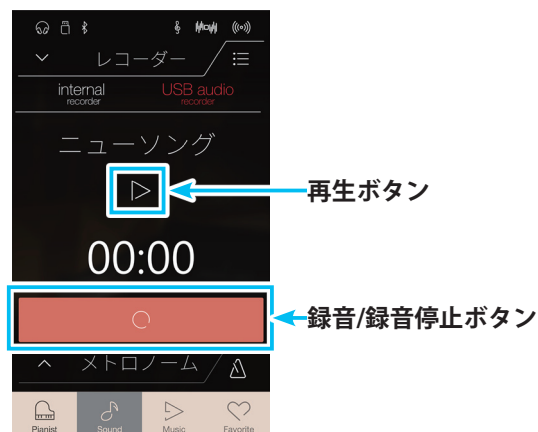 レコーダー
internal
recorder
USB audio
recorder
ニューソング
再生ボタン
00:00
録音/録音停止ボタン
メトロノーム
Pianist
Sound
Music
Favorite